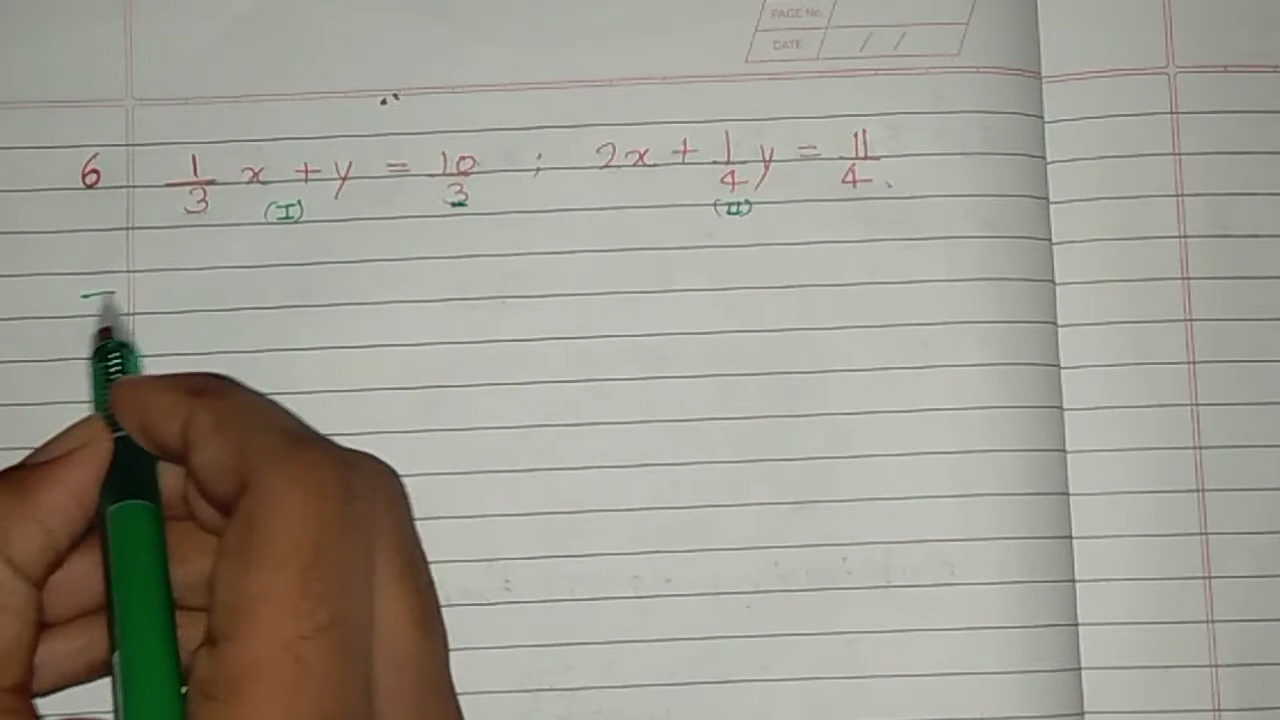 PAGE No.
DATE / /
6 1/3 x + y = 10/3 ; 2x + 1/4 y = 11/4.
(I) (II)